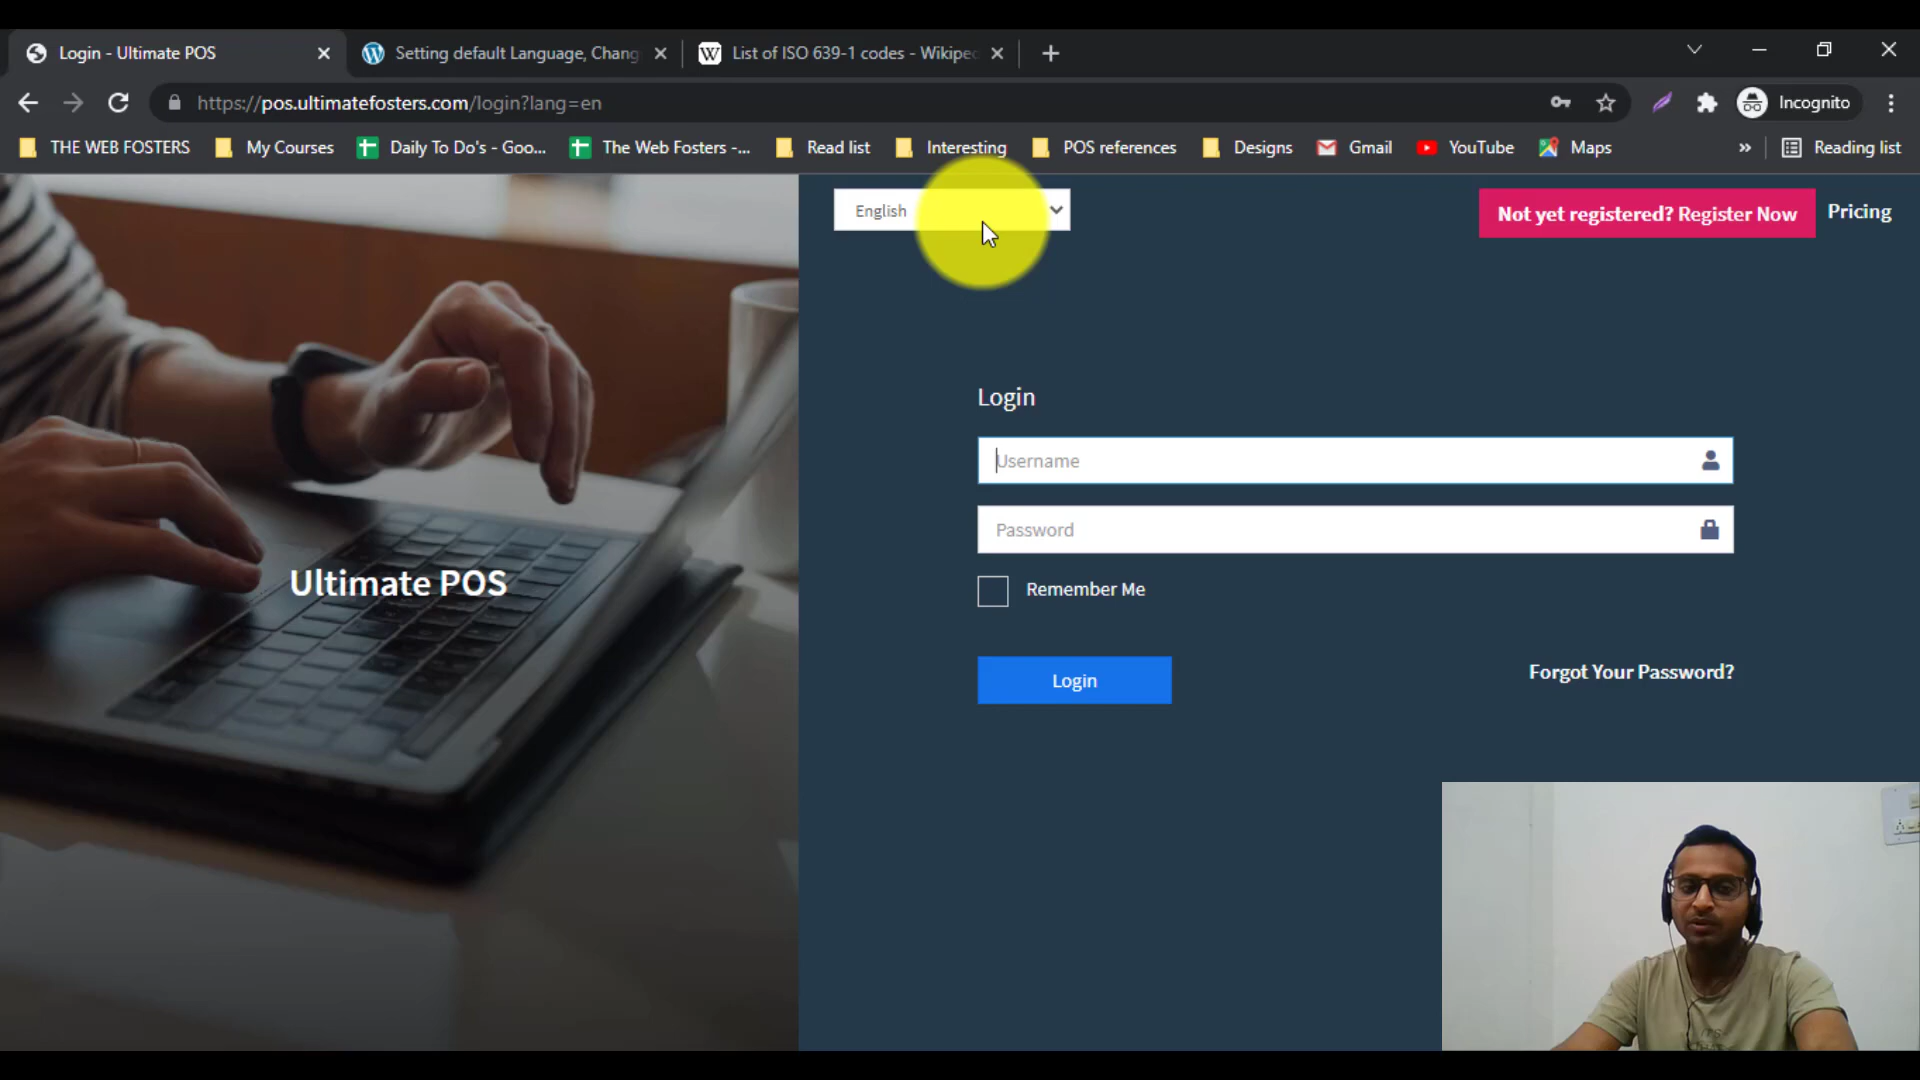 Login - Ultimate POS
Setting default Language, Chang
List of ISO 639-1 codes - Wikipec
https://pos.ultimatefosters.com/login?lang=en
Incognito
THE WEB FOSTERS
My Courses
Daily To Do's - Goo...
The Web Fosters -...
Read list
Interesting
POS references
Designs
Gmail
YouTube
Maps
»
Reading list
English
Not yet registered? Register Now
Pricing
Login
Username
Password
Remember Me
Login
Forgot Your Password?
Ultimate POS